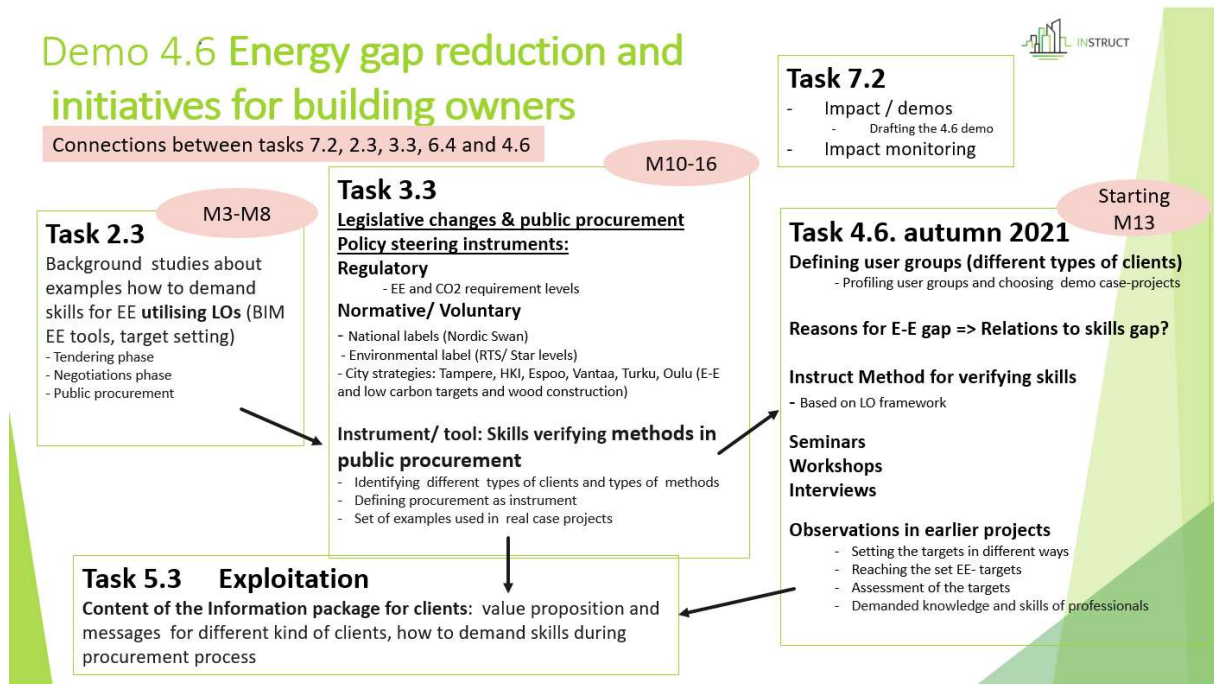 Demo 4.6 Energy gap reduction and
initiatives for building owners
INSTRUCT
Connections between tasks 7.2, 2.3, 3.3, 6.4 and 4.6
Task 7.2
- Impact / demos
- Drafting the 4.6 demo
- Impact monitoring
M3-M8
Task 2.3
Background studies about
examples how to demand
skills for EE utilising LOs (BIM
EE tools, target setting)
- Tendering phase
- Negotiations phase
- Public procurement
M10-16
Task 3.3
Legislative changes & public procurement
Policy steering instruments:
Regulatory
- EE and CO2 requirement levels
Normative/ Voluntary
- National labels (Nordic Swan)
- Environmental label (RTS/ Star levels)
- City strategies: Tampere, HKI, Espoo, Vantaa, Turku, Oulu (E-E
and low carbon targets and wood construction)
Instrument/ tool: Skills verifying methods in
public procurement
- Identifying different types of clients and types of methods
- Defining procurement as instrument
- Set of examples used in real case projects
Starting
M13
Task 4.6. autumn 2021
Defining user groups (different types of clients)
- Profiling user groups and choosing demo case-projects
Reasons for E-E gap => Relations to skills gap?
Instruct Method for verifying skills
- Based on LO framework
Seminars
Workshops
Interviews
Observations in earlier projects
- Setting the targets in different ways
- Reaching the set EE- targets
- Assessment of the targets
- Demanded knowledge and skills of professionals
Task 5.3 Exploitation
Content of the Information package for clients: value proposition and
messages for different kind of clients, how to demand skills during
procurement process